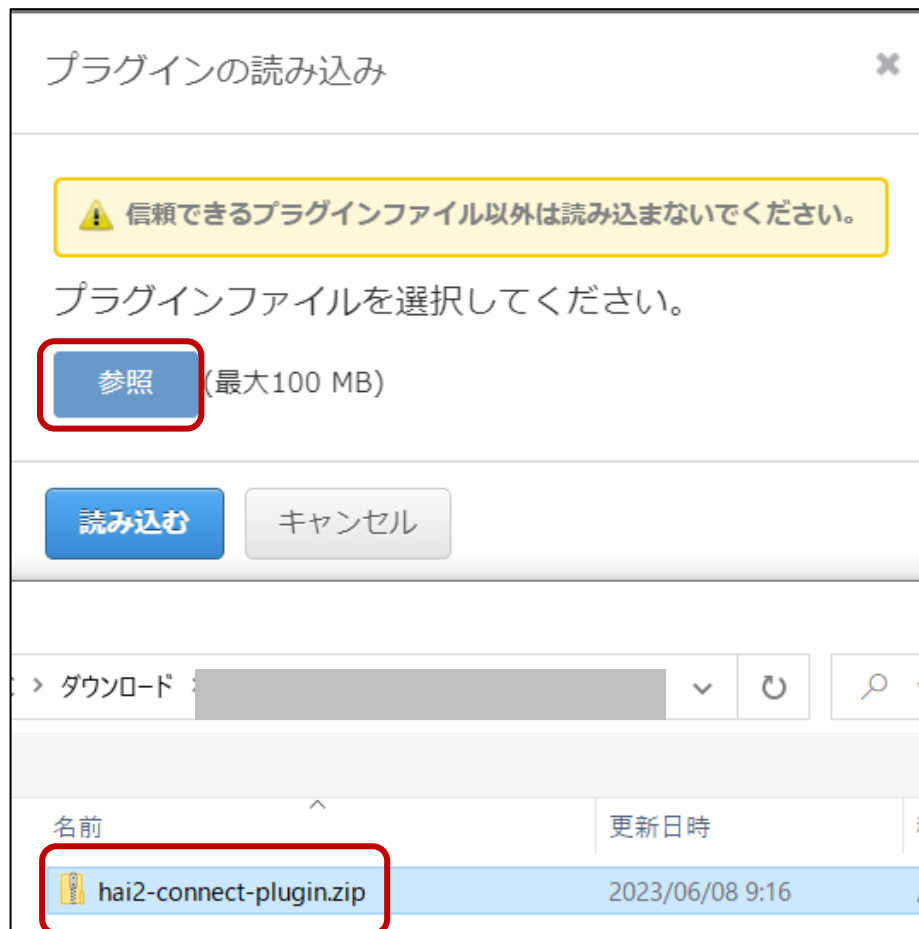 プラグインの読み込み
信頼できるプラグインファイル以外は読み込まないでください。
プラグインファイルを選択してください。
参照 (最大100 MB)
読み込む キャンセル
ダウンロード
名前 更新日時
hai2-connect-plugin.zip 2023/06/08 9:16